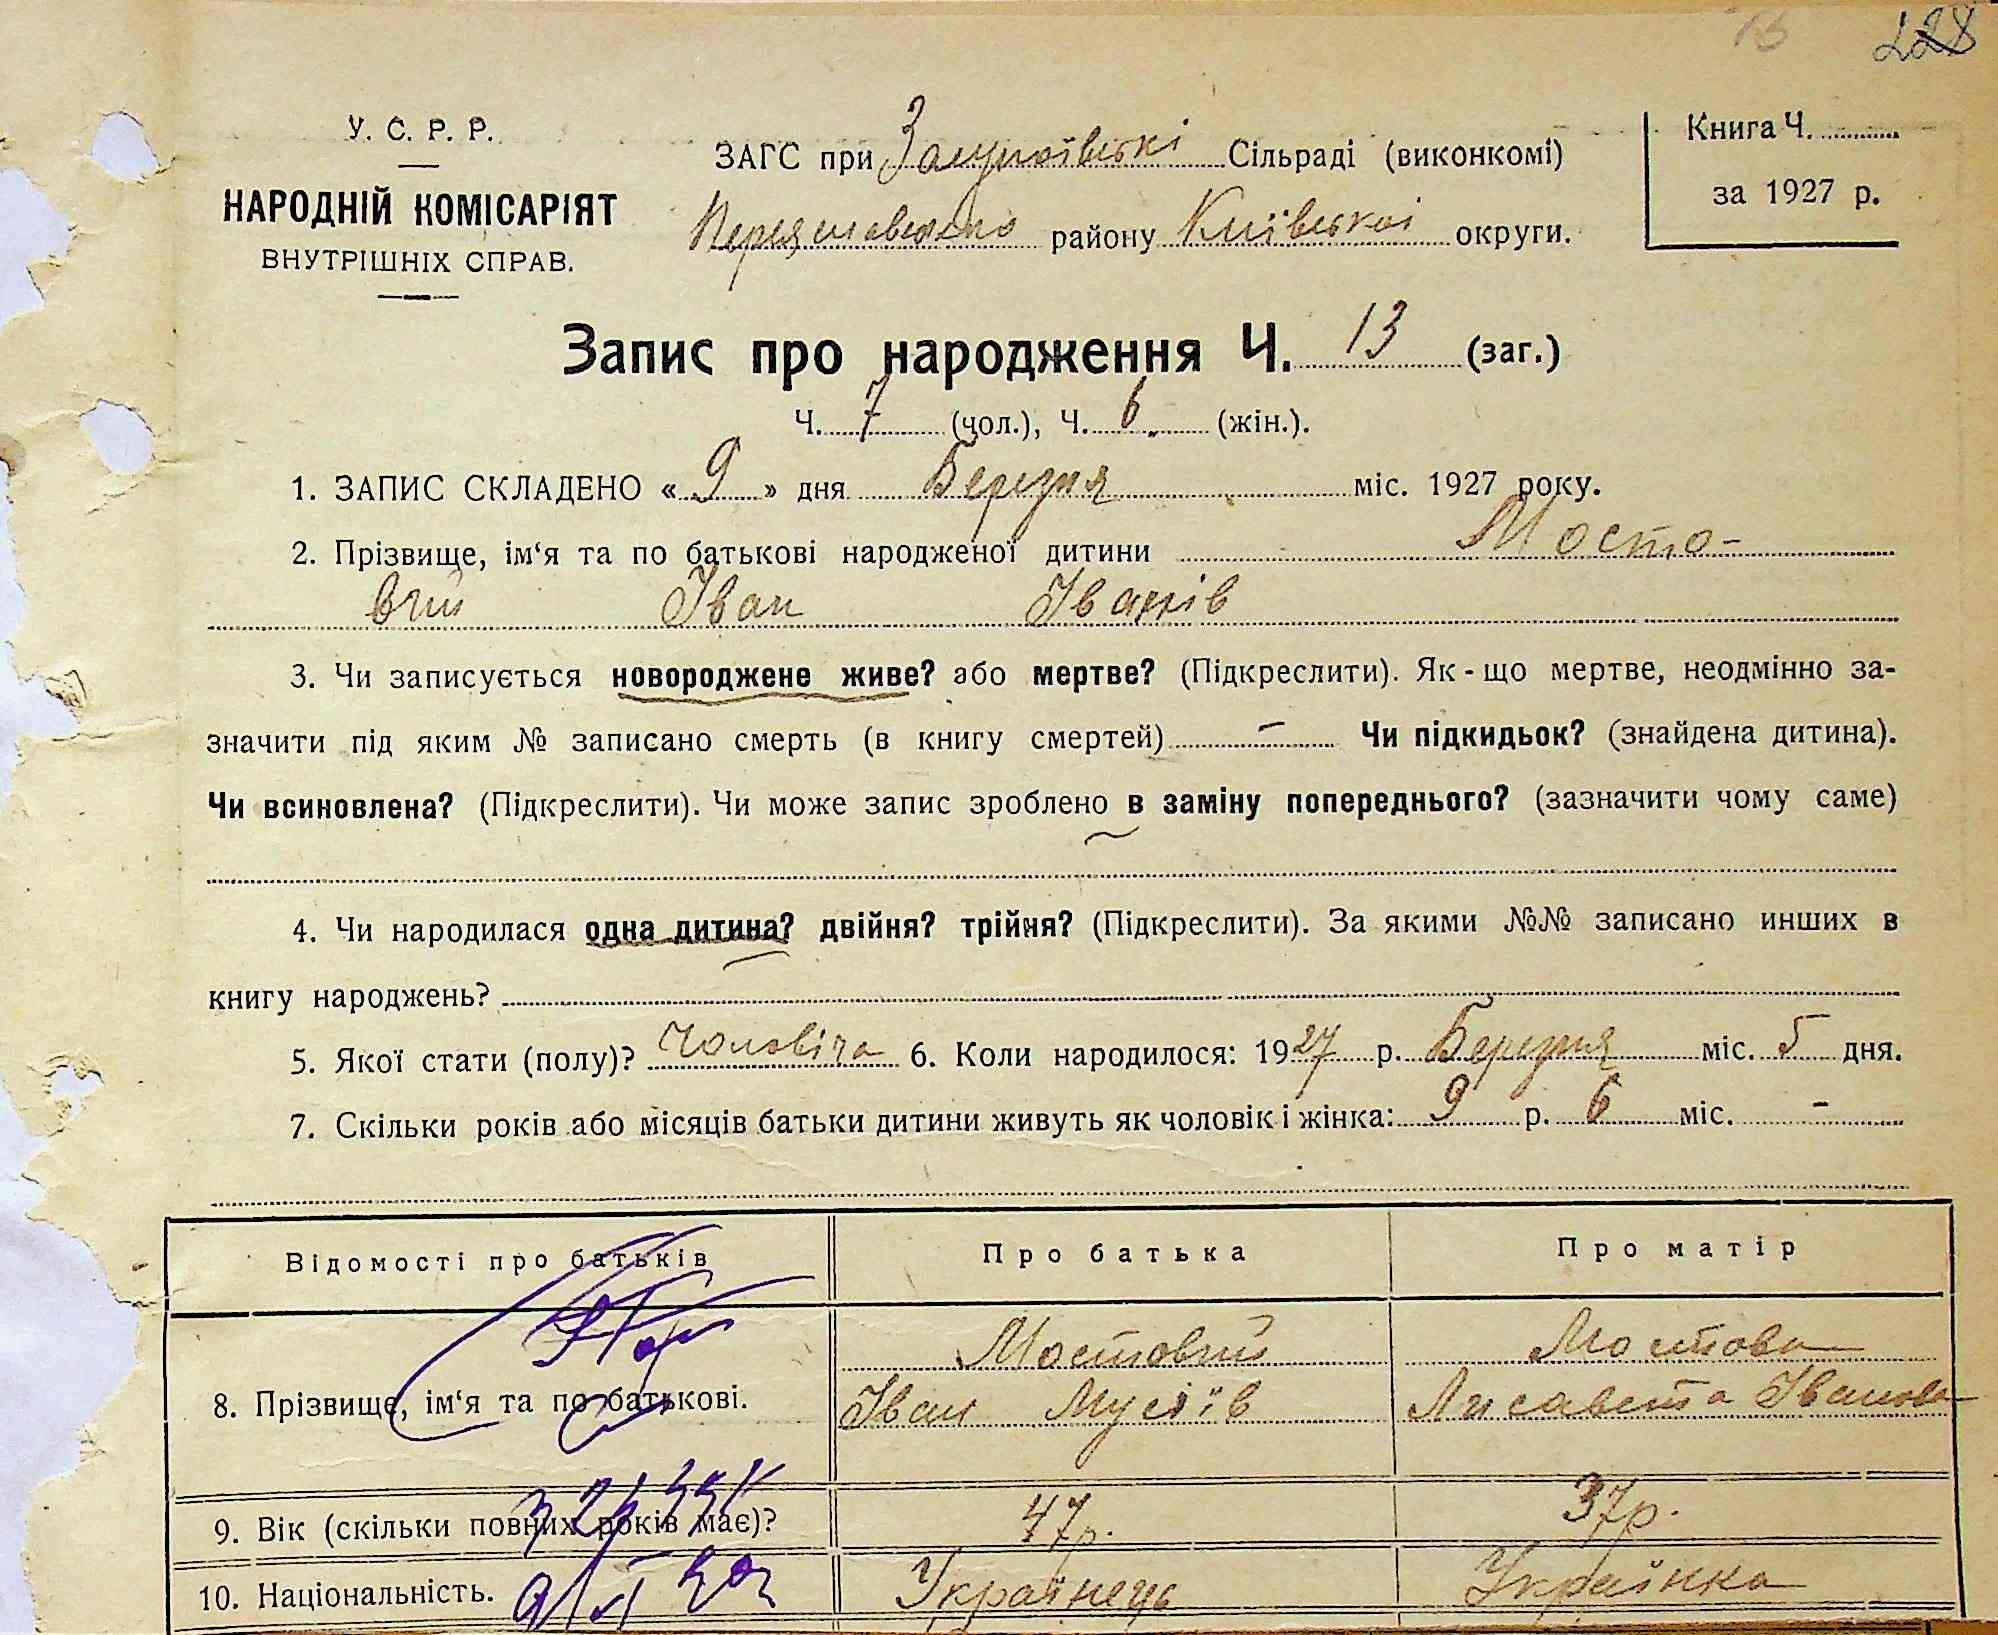 228
У. С. Р. Р.
НАРОДНІЙ КОМІСАРІЯТ
ВНУТРІШНІХ СПРАВ.
ЗАГС при Сільраді (виконкомі)
району Київської округи.
Книга Ч.
за 1927 р.
Запис про народження Ч. 13 (заг.)
Ч. 7 (чол.), Ч. 6 (жін.).
1. ЗАПИС СКЛАДЕНО « 9 » дня Березня міс. 1927 року.
2. Прізвище, ім‘я та по батькові народженої дитини Мосто-
вий Іван Іванів
3. Чи записується новороджене живе? або мертве? (Підкреслити). Як-що мертве, неодмінно за-
значити під яким № записано смерть (в книгу смертей) – Чи підкидьок? (знайдена дитина).
Чи всиновлена? (Підкреслити). Чи може запис зроблено в заміну попереднього? (зазначити чому саме)
4. Чи народилася одна дитина? двійня? трійня? (Підкреслити). За якими №№ записано инших в
книгу народжень?
5. Якої стати (полу)? Чоловіча 6. Коли народилося: 1927 р. Березня міс. 5 дня.
7. Скільки років або місяців батьки дитини живуть як чоловік і жінка: 9 р. 6 міс. –
Відомості про батьків Про батька Про матір
8. Прізвище, ім‘я та по батькові. Мостовий Мостова
Іван Мусіїв Лисавета Іванова
9. Вік (скільки повних років має)? 47р. 37р.
10. Національність. Українець Українка